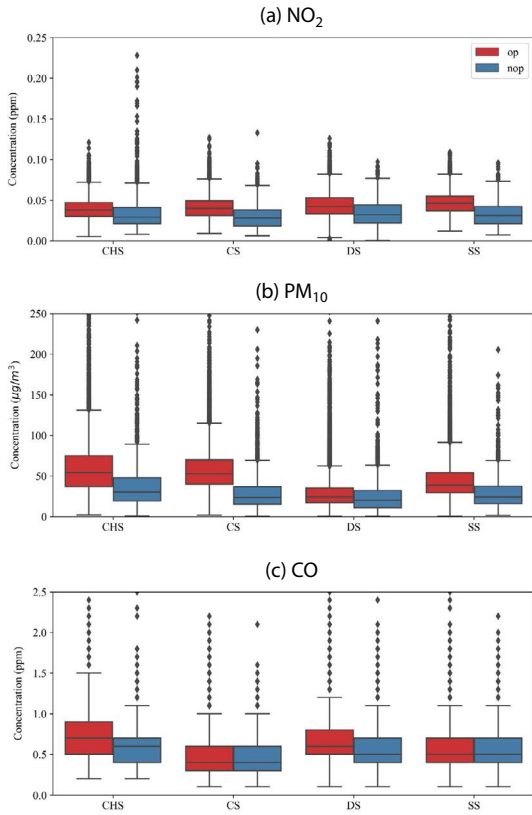 (a) NO₂
0.25
0.20
0.15
0.10
0.05
0.00
Concentration (ppm)
op
nop
CHS CS DS SS
(b) PM₁₀
250
200
150
100
50
0
Concentration (μg/m³)
CHS CS DS SS
(c) CO
2.5
2.0
1.5
1.0
0.5
0.0
Concentration (ppm)
CHS CS DS SS